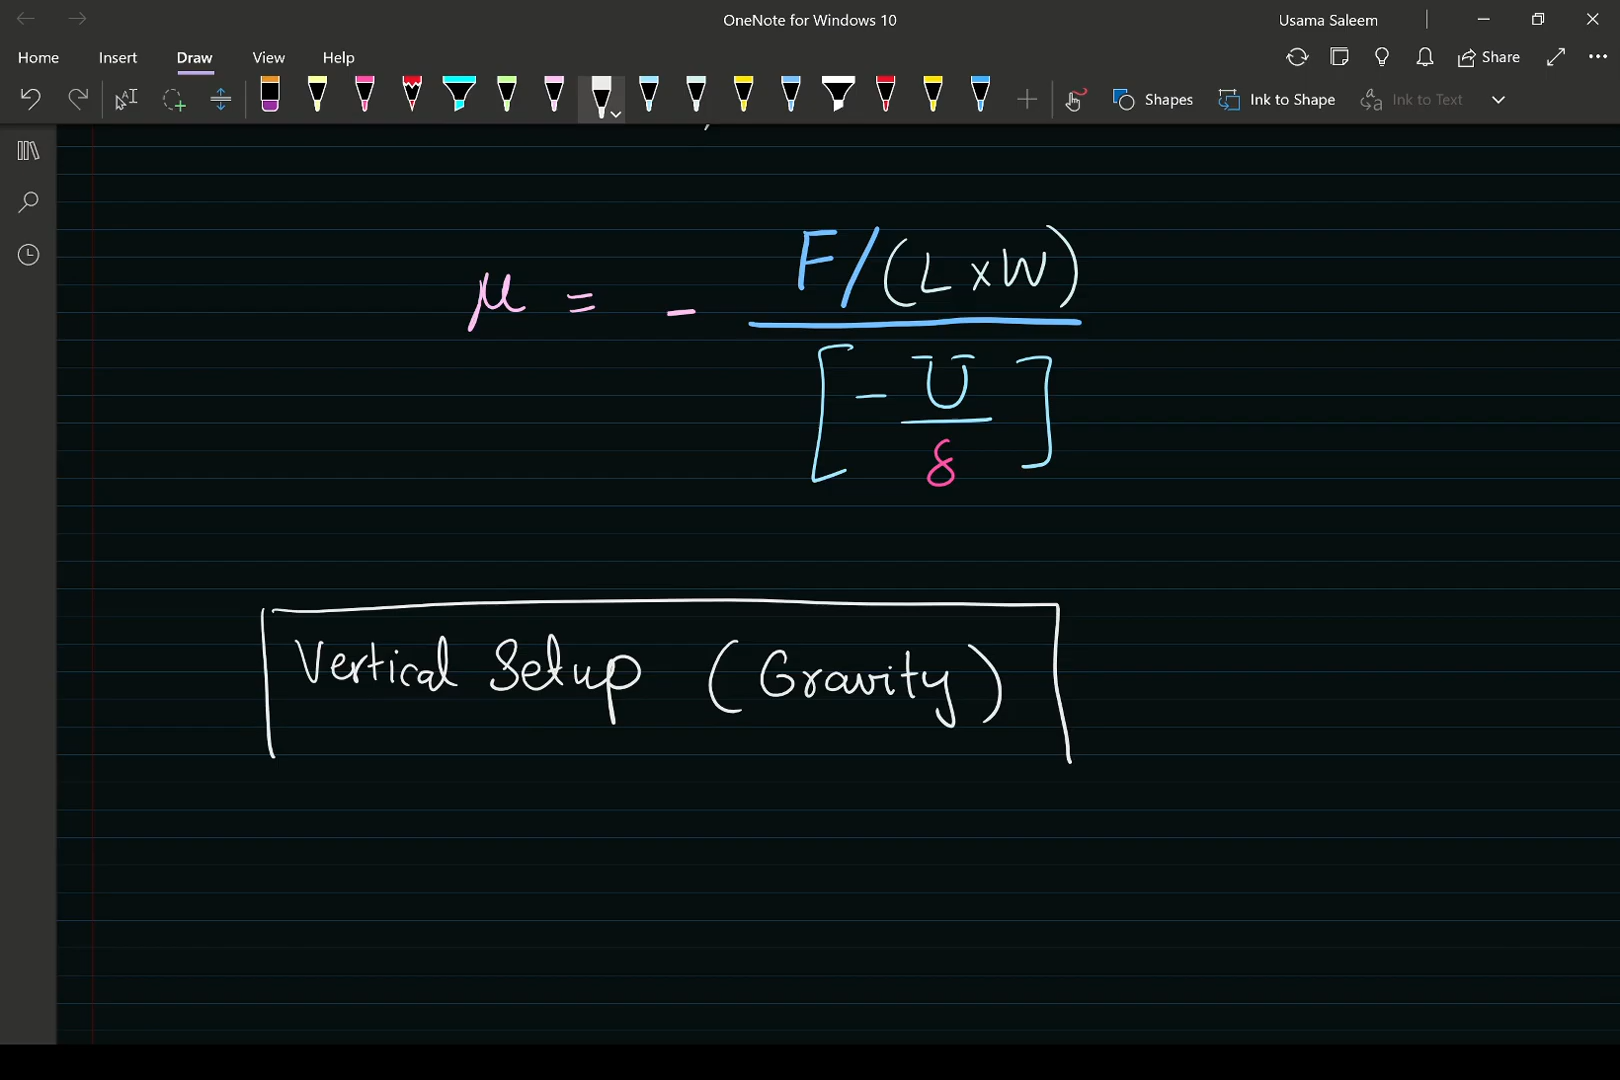 OneNote for Windows 10
Usama Saleem
Home Insert Draw View Help
Share
Shapes Ink to Shape Ink to Text
μ = - F/(L×W)
[-U/δ]
Vertical Setup (Gravity)